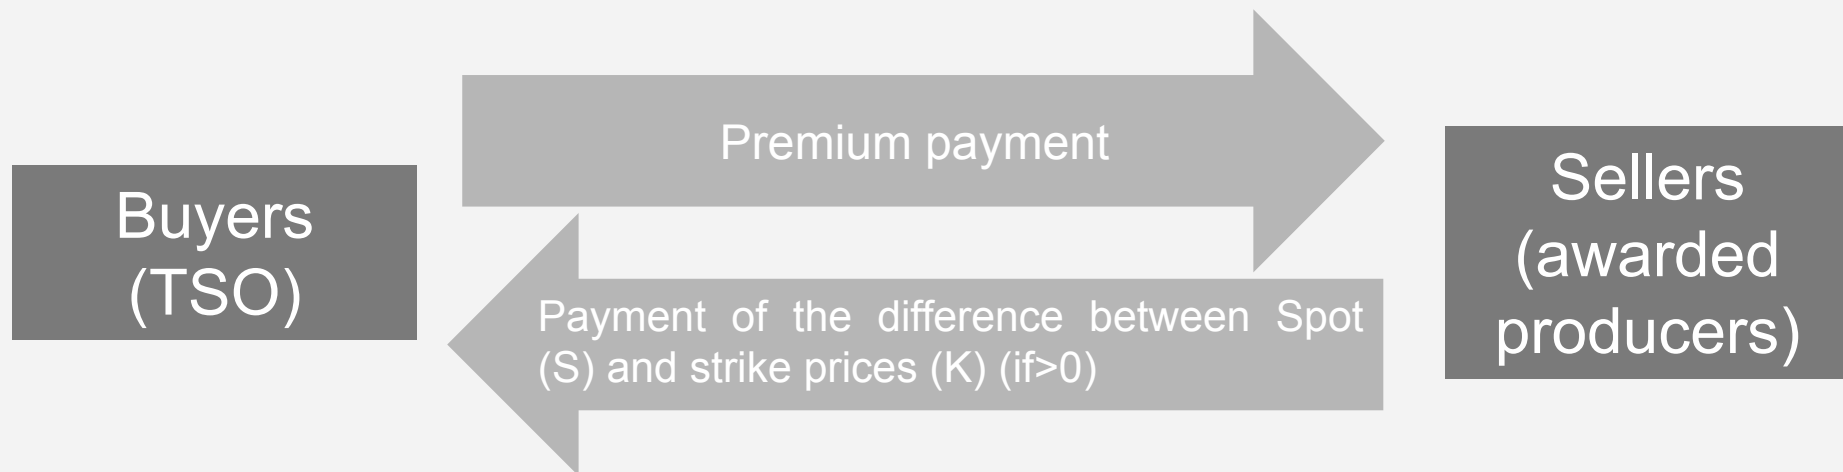 Premium payment
Buyers
(TSO)
Sellers
(awarded
producers)
Payment of the difference between Spot
(S) and strike prices (K) (if>0)